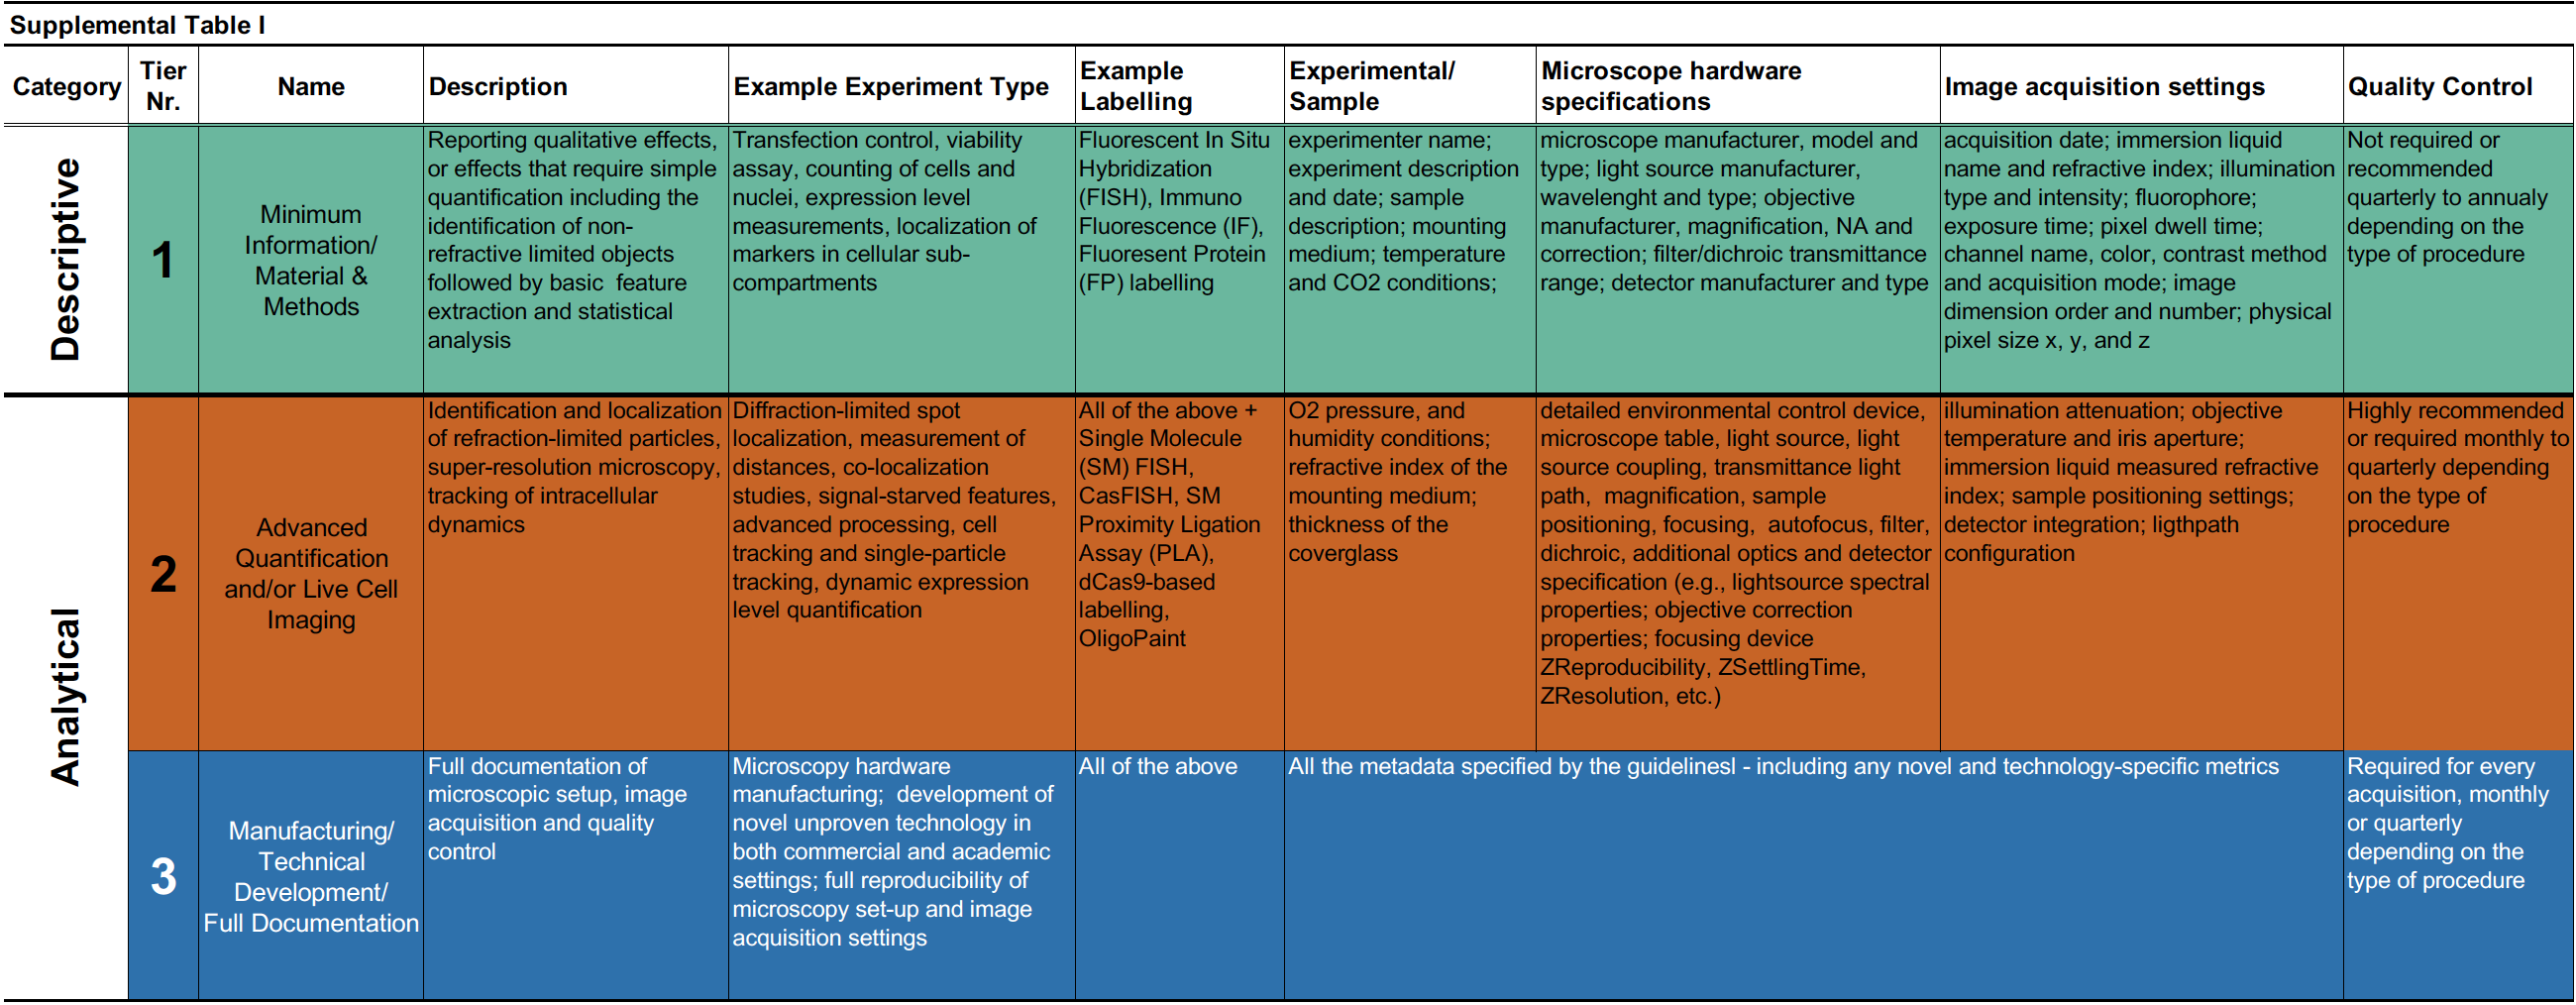 Supplemental Table I
Category
Tier
Nr.
Name
Description
Example Experiment Type
Example
Labelling
Experimental/
Sample
Microscope hardware
specifications
Image acquisition settings
Quality Control
Descriptive
1
Minimum
Information/
Material &
Methods
Reporting qualitative effects,
or effects that require simple
quantification including the
identification of non-
refractive limited objects
followed by basic  feature
extraction and statistical
analysis
Transfection control, viability
assay, counting of cells and
nuclei, expression level
measurements, localization of
markers in cellular sub-
compartments
Fluorescent In Situ
Hybridization
(FISH), Immuno
Fluorescence (IF),
Fluoresent Protein
(FP) labelling
experimenter name;
experiment description
and date; sample
description; mounting
medium; temperature
and CO2 conditions;
microscope manufacturer, model and
type; light source manufacturer,
wavelenght and type; objective
manufacturer, magnification, NA and
correction; filter/dichroic transmittance
range; detector manufacturer and type
acquisition date; immersion liquid
name and refractive index; illumination
type and intensity; fluorophore;
exposure time; pixel dwell time;
channel name, color, contrast method
and acquisition mode; image
dimension order and number; physical
pixel size x, y, and z
Not required or
recommended
quarterly to annualy
depending on the
type of procedure
Analytical
2
Advanced
Quantification
and/or Live Cell
Imaging
Identification and localization
of refraction-limited particles,
super-resolution microscopy,
tracking of intracellular
dynamics
Diffraction-limited spot
localization, measurement of
distances, co-localization
studies, signal-starved features,
advanced processing, cell
tracking and single-particle
tracking, dynamic expression
level quantification
All of the above +
Single Molecule
(SM) FISH,
CasFISH, SM
Proximity Ligation
Assay (PLA),
dCas9-based
labelling,
OligoPaint
O2 pressure, and
humidity conditions;
refractive index of the
mounting medium;
thickness of the
coverglass
detailed environmental control device,
microscope table, light source, light
source coupling, transmittance light
path,  magnification, sample
positioning, focusing,  autofocus, filter,
dichroic, additional optics and detector
specification (e.g., lightsource spectral
properties; objective correction
properties; focusing device
ZReproducibility, ZSettlingTime,
ZResolution, etc.)
illumination attenuation; objective
temperature and iris aperture;
immersion liquid measured refractive
index; sample positioning settings;
detector integration; ligthpath
configuration
Highly recommended
or required monthly to
quarterly depending
on the type of
procedure
3
Manufacturing/
Technical
Development/
Full Documentation
Full documentation of
microscopic setup, image
acquisition and quality
control
Microscopy hardware
manufacturing;  development of
novel unproven technology in
both commercial and academic
settings; full reproducibility of
microscopy set-up and image
acquisition settings
All of the above
All the metadata specified by the guidelinesl - including any novel and technology-specific metrics
Required for every
acquisition, monthly
or quarterly
depending on the
type of procedure